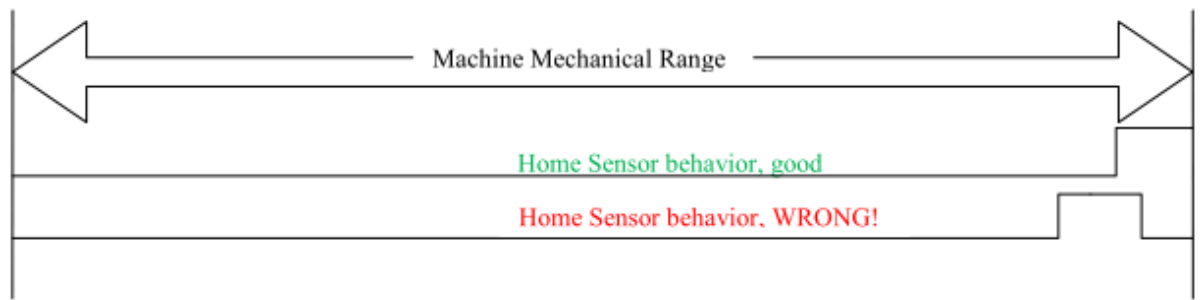 Machine Mechanical Range
Home Sensor behavior, good
Home Sensor behavior, WRONG!